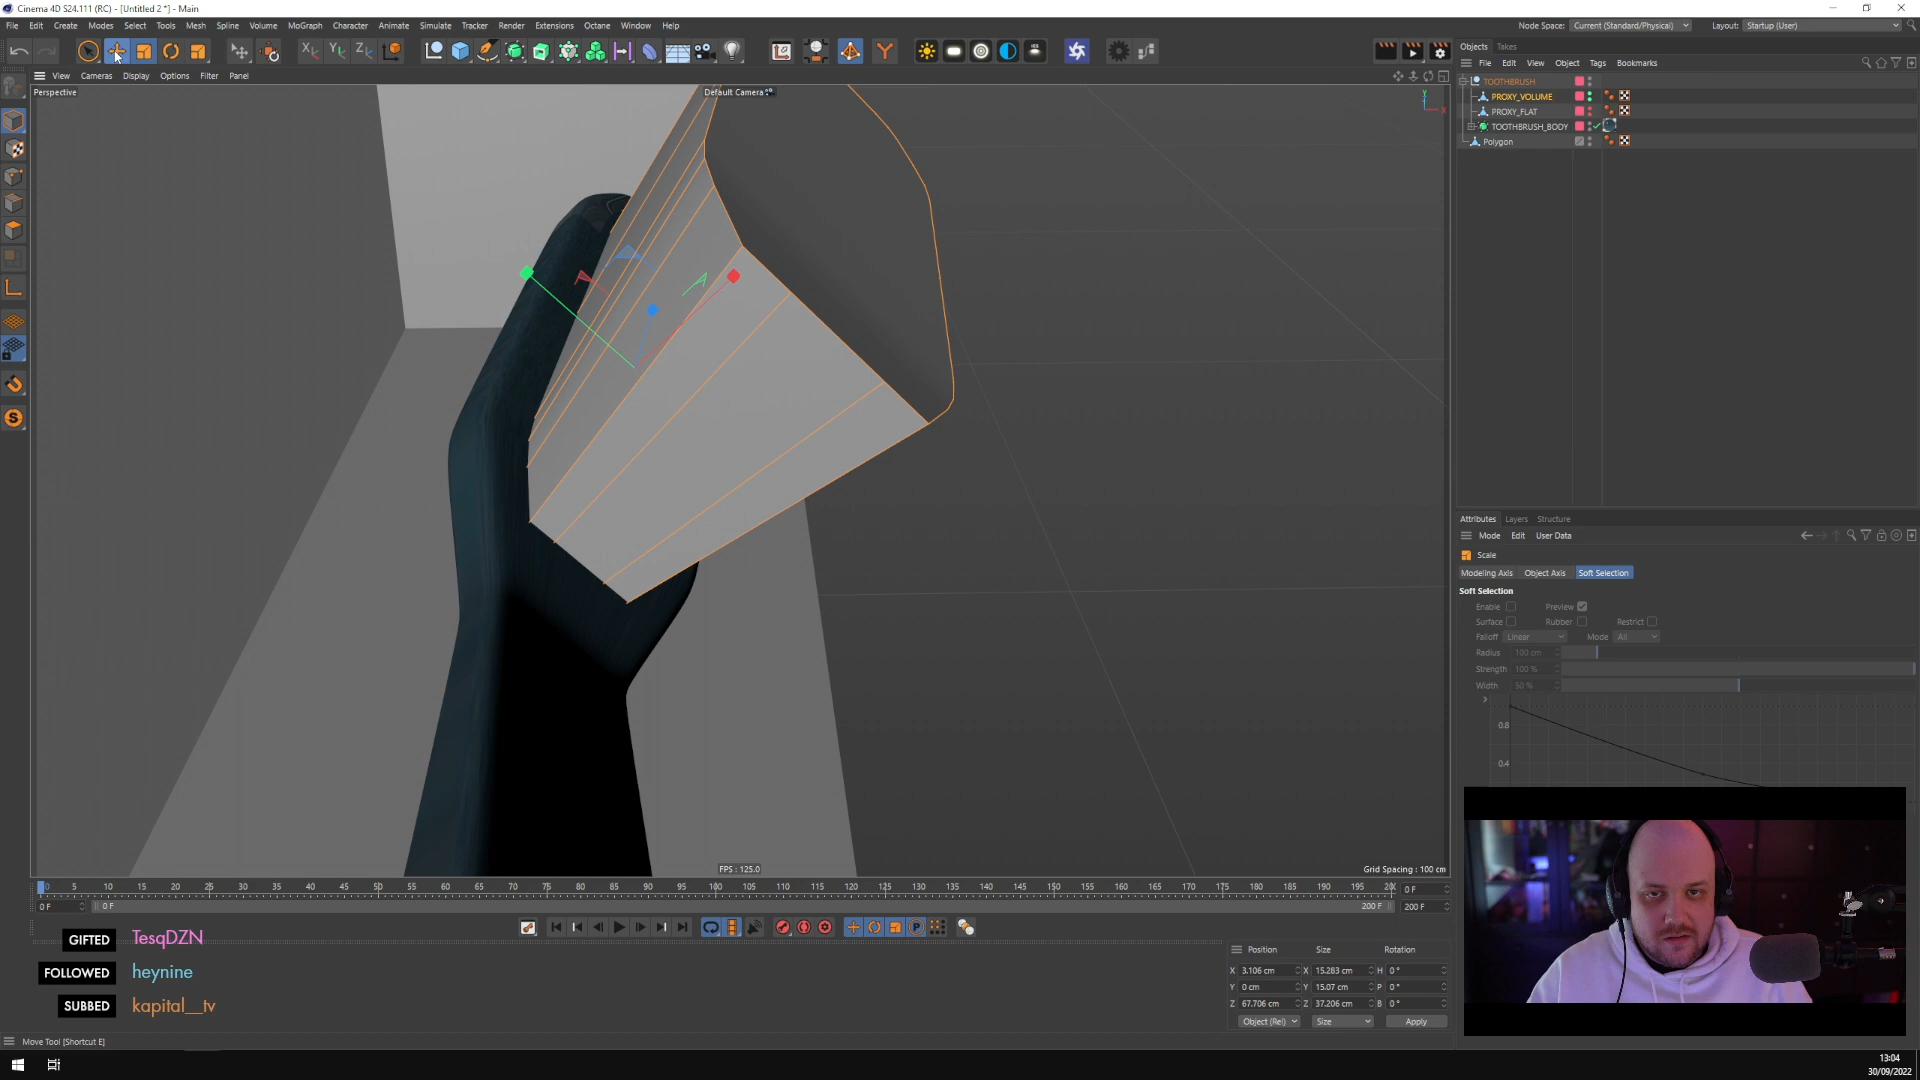 Cinema 4D S24.111 (RC) - [Untitled 2 *] - Main
File Edit Create Modes Select Tools Mesh Spline Volume MoGraph Character Animate Simulate Tracker Render Extensions Octane Window Help
Node Space: Current (Standard/Physical) Layout: Startup (User)
View Cameras Display Options Filter Panel
Perspective
Default Camera
Objects Takes
File Edit View Object Tags Bookmarks
TOOTHBRUSH
PROXY_VOLUME
PROXY_FLAT
TOOTHBRUSH_BODY
Polygon
Attributes Layers Structure
Mode Edit User Data
Scale
Modeling Axis Object Axis Soft Selection
Soft Selection
Enable Preview
Surface Rubber Restrict
Falloff Linear Mode All
Radius 100 cm
Strength 100 %
Width 50 %
0.8
0.4
FPS : 125.0
Grid Spacing : 100 cm
0 5 10 15 20 25 30 35 40 45 50 55 60 65 70 75 80 85 90 95 100 105 110 115 120 125 130 135 140 145 150 155 160 165 170 175 180 185 190 195 200 0 F
0 F 0 F 200 F 200 F
GIFTED TesqDZN
FOLLOWED heynine
SUBBED kapital__tv
Position Size Rotation
X 3.106 cm X 15.283 cm H 0 °
Y 0 cm Y 15.07 cm P 0 °
Z 67.706 cm Z 37.206 cm B 0 °
Object (Rel) Size Apply
Move Tool [Shortcut E]
13:04
30/09/2022